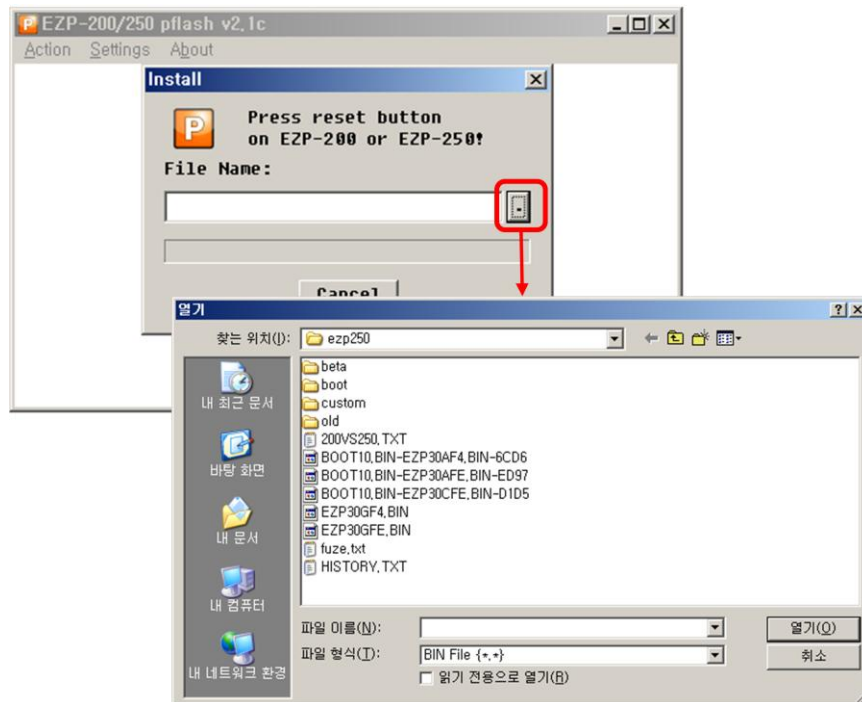 EZP-200/250 pflash v2,1c
Action Settings About
Install
P
Press reset button
on EZP-200 or EZP-250!
File Name:
Cancel
열기
찾는 위치(I):
ezp250
내 최근 문서
바탕 화면
내 문서
내 컴퓨터
내 네트워크 환경
beta
boot
custom
old
200VS250,TXT
BOOT10,BIN-EZP30AF4,BIN-6CD6
BOOT10,BIN-EZP30AFE,BIN-ED97
BOOT10,BIN-EZP30CFE,BIN-D1D5
EZP30GF4,BIN
EZP30GFE,BIN
fuze,txt
HISTORY,TXT
파일 이름(N):
열기(O)
파일 형식(T):
BIN File {*,*}
취소
읽기 전용으로 열기(R)